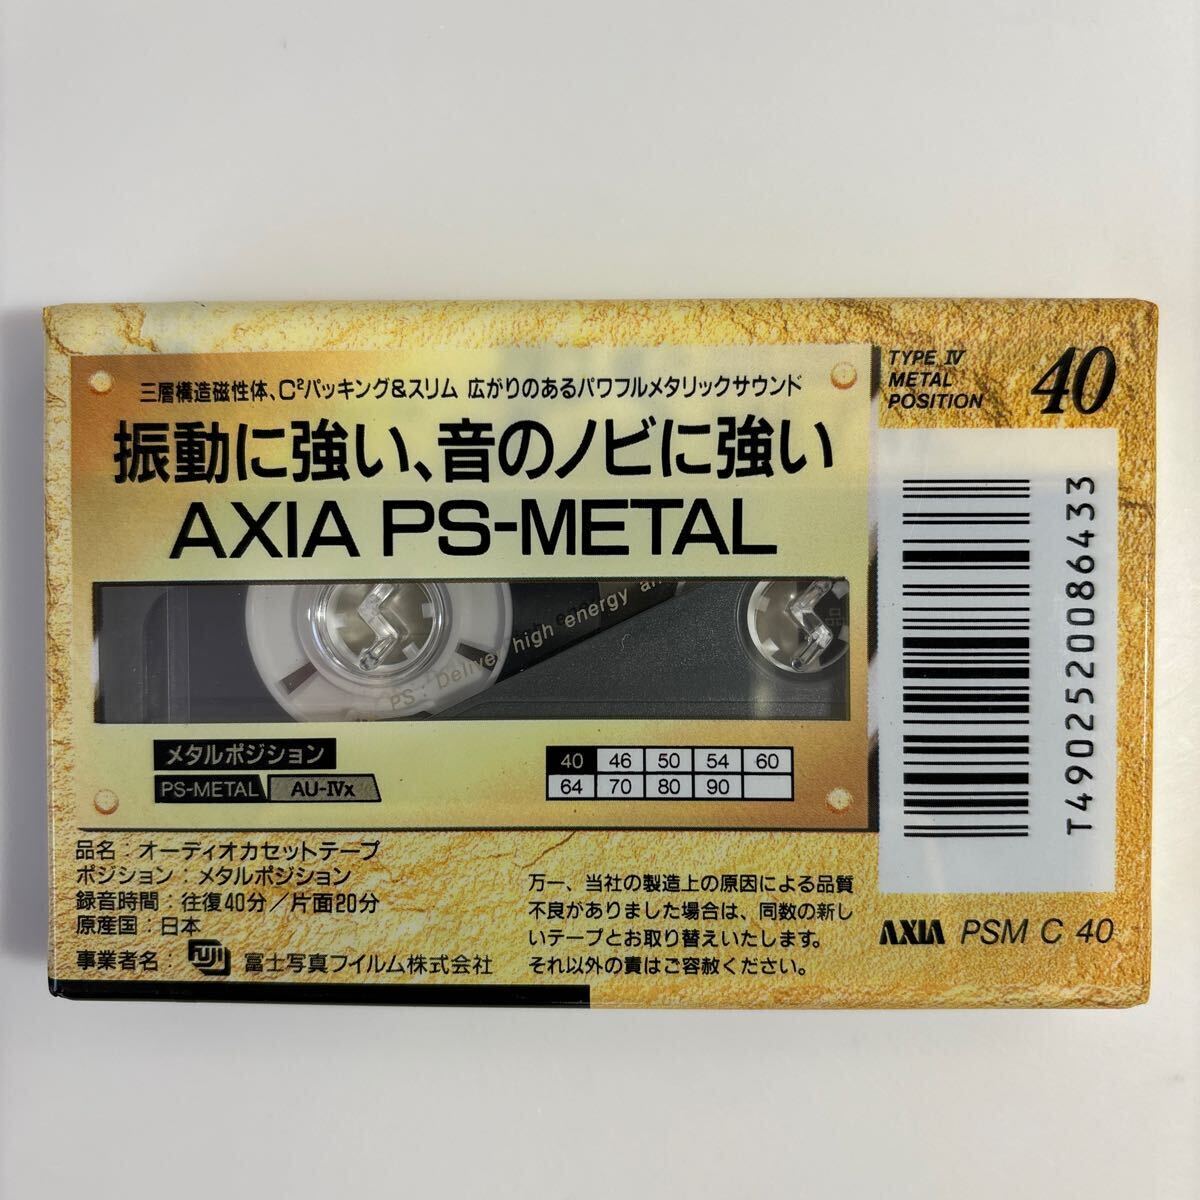 三層構造磁性体、C²パッキング&スリム 広がりのあるパワフルメタリックサウンド
振動に強い、音のノビに強い
AXIA PS-METAL
PS: Deliver high energy an
メタルポジション
PS-METAL AU-IVx
40 46 50 54 60
64 70 80 90
TYPE IV
METAL
POSITION
40
T4902520086433
AXIA PSM C 40
品名:オーディオカセットテープ
ポジション:メタルポジション
録音時間:往復40分/片面20分
原産国:日本
事業者名: FUJI 富士写真フイルム株式会社
万一、当社の製造上の原因による品質
不良がありました場合は、同数の新し
いテープとお取り替えいたします。
それ以外の責はご容赦ください。